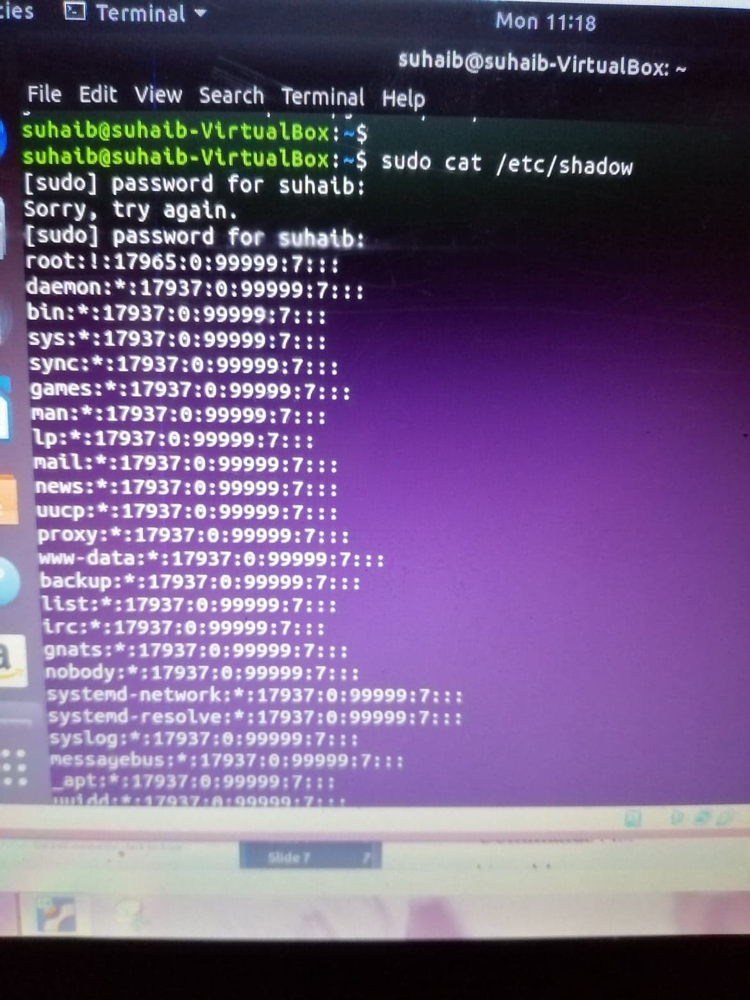 ties Terminal Mon 11:18
suhaib@suhaib-VirtualBox: ~
File Edit View Search Terminal Help
suhaib@suhaib-VirtualBox:~$
suhaib@suhaib-VirtualBox:~$ sudo cat /etc/shadow
[sudo] password for suhaib:
Sorry, try again.
[sudo] password for suhaib:
root:!:17965:0:99999:7:::
daemon:*:17937:0:99999:7:::
bin:*:17937:0:99999:7:::
sys:*:17937:0:99999:7:::
sync:*:17937:0:99999:7:::
games:*:17937:0:99999:7:::
man:*:17937:0:99999:7:::
lp:*:17937:0:99999:7:::
mail:*:17937:0:99999:7:::
news:*:17937:0:99999:7:::
uucp:*:17937:0:99999:7:::
proxy:*:17937:0:99999:7:::
www-data:*:17937:0:99999:7:::
backup:*:17937:0:99999:7:::
list:*:17937:0:99999:7:::
irc:*:17937:0:99999:7:::
gnats:*:17937:0:99999:7:::
nobody:*:17937:0:99999:7:::
systemd-network:*:17937:0:99999:7:::
systemd-resolve:*:17937:0:99999:7:::
syslog:*:17937:0:99999:7:::
messagebus:*:17937:0:99999:7:::
_apt:*:17937:0:99999:7:::
uuidd:*:17937:0:99999:7:::
Slide 7 7